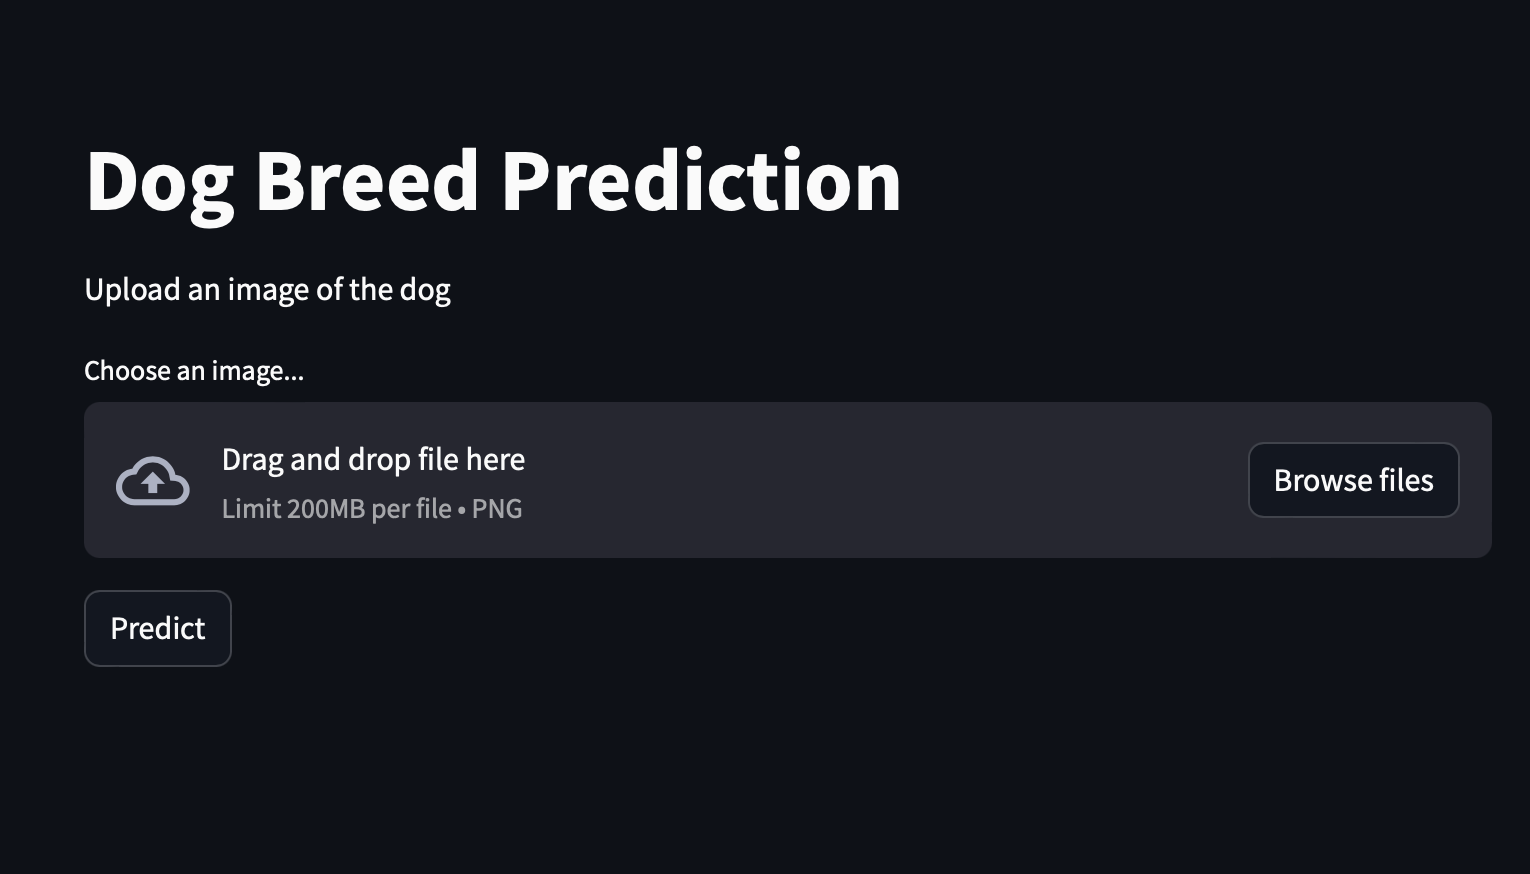 Dog Breed Prediction
Upload an image of the dog
Choose an image...
Drag and drop file here
Limit 200MB per file • PNG
Browse files
Predict